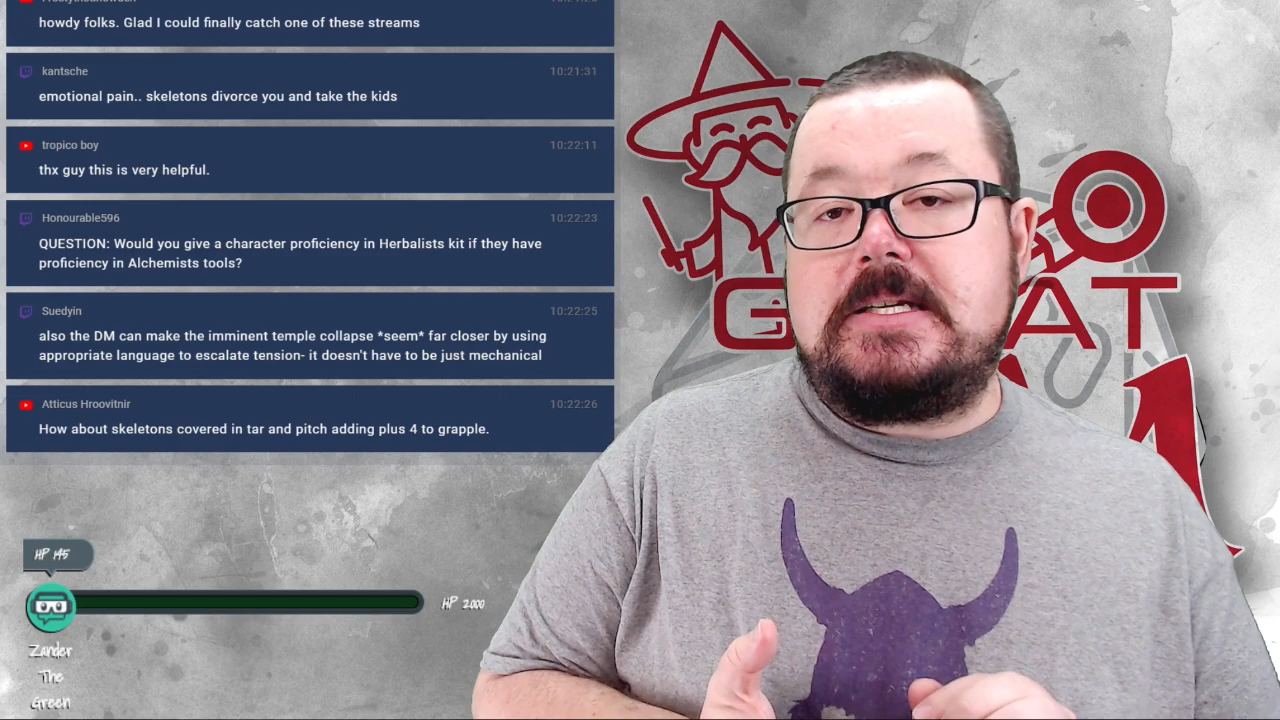 howdy folks. Glad I could finally catch one of these streams
kantsche 10:21:31
emotional pain.. skeletons divorce you and take the kids
tropico boy 10:22:11
thx guy this is very helpful.
Honourable596 10:22:23
QUESTION: Would you give a character proficiency in Herbalists kit if they have
proficiency in Alchemists tools?
Suedyin 10:22:25
also the DM can make the imminent temple collapse *seem* far closer by using
appropriate language to escalate tension- it doesn't have to be just mechanical
Atticus Hroovitnir 10:22:26
How about skeletons covered in tar and pitch adding plus 4 to grapple.
HP 195
HP 2000
Zander
The
Green
G
AT